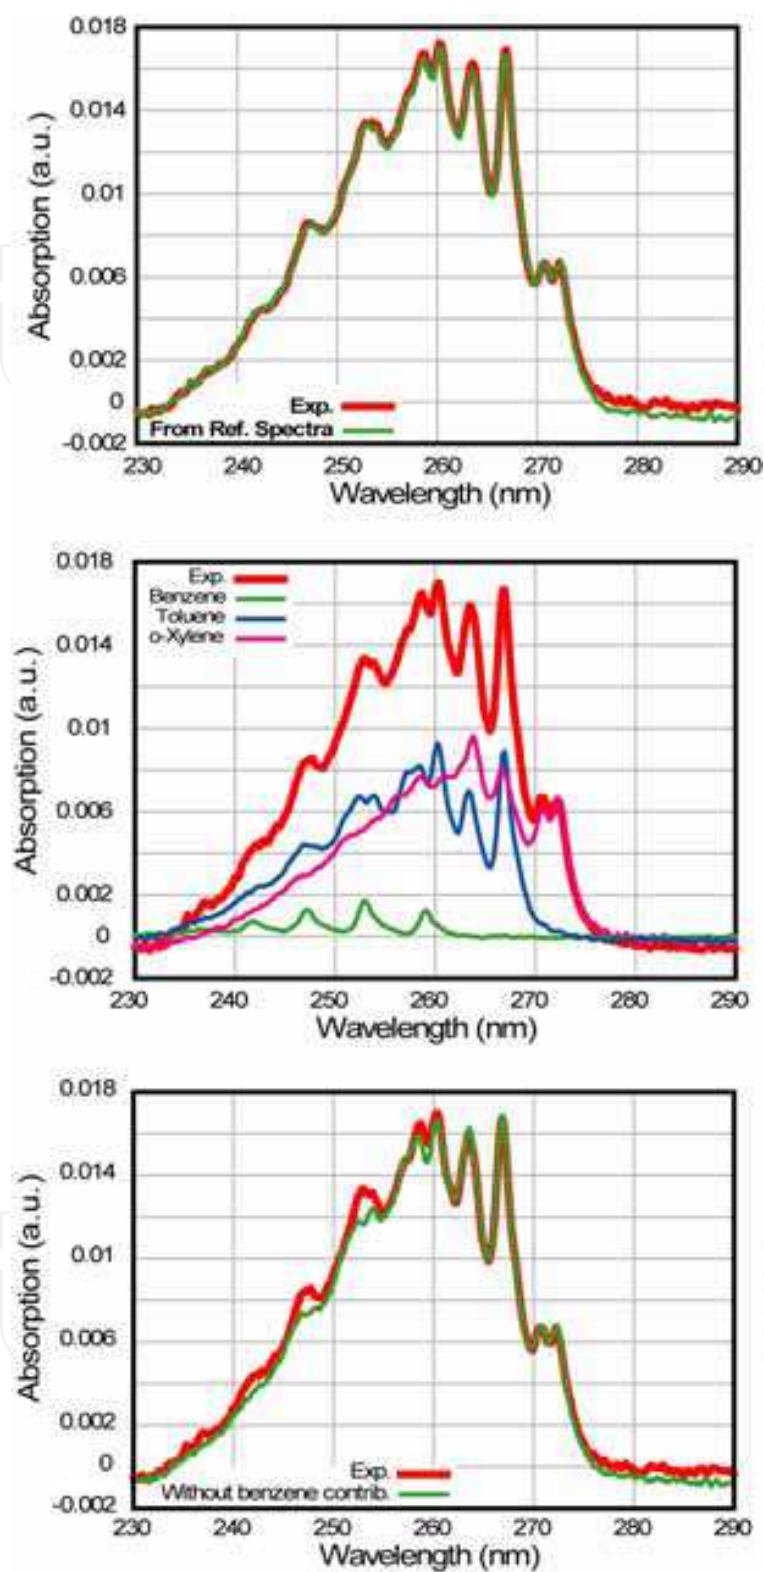 0.018
0.014
0.01
0.006
0.002
0
-0.002
Absorption (a.u.)
Exp.
From Ref. Spectra
230 240 250 260 270 280 290
Wavelength (nm)
0.018
0.014
0.01
0.006
0.002
0
-0.002
Absorption (a.u.)
Exp.
Benzene
Toluene
o-Xylene
230 240 250 260 270 280 290
Wavelength (nm)
0.018
0.014
0.01
0.006
0.002
0
-0.002
Absorption (a.u.)
Exp.
Without benzene contrib.
230 240 250 260 270 280 290
Wavelength (nm)